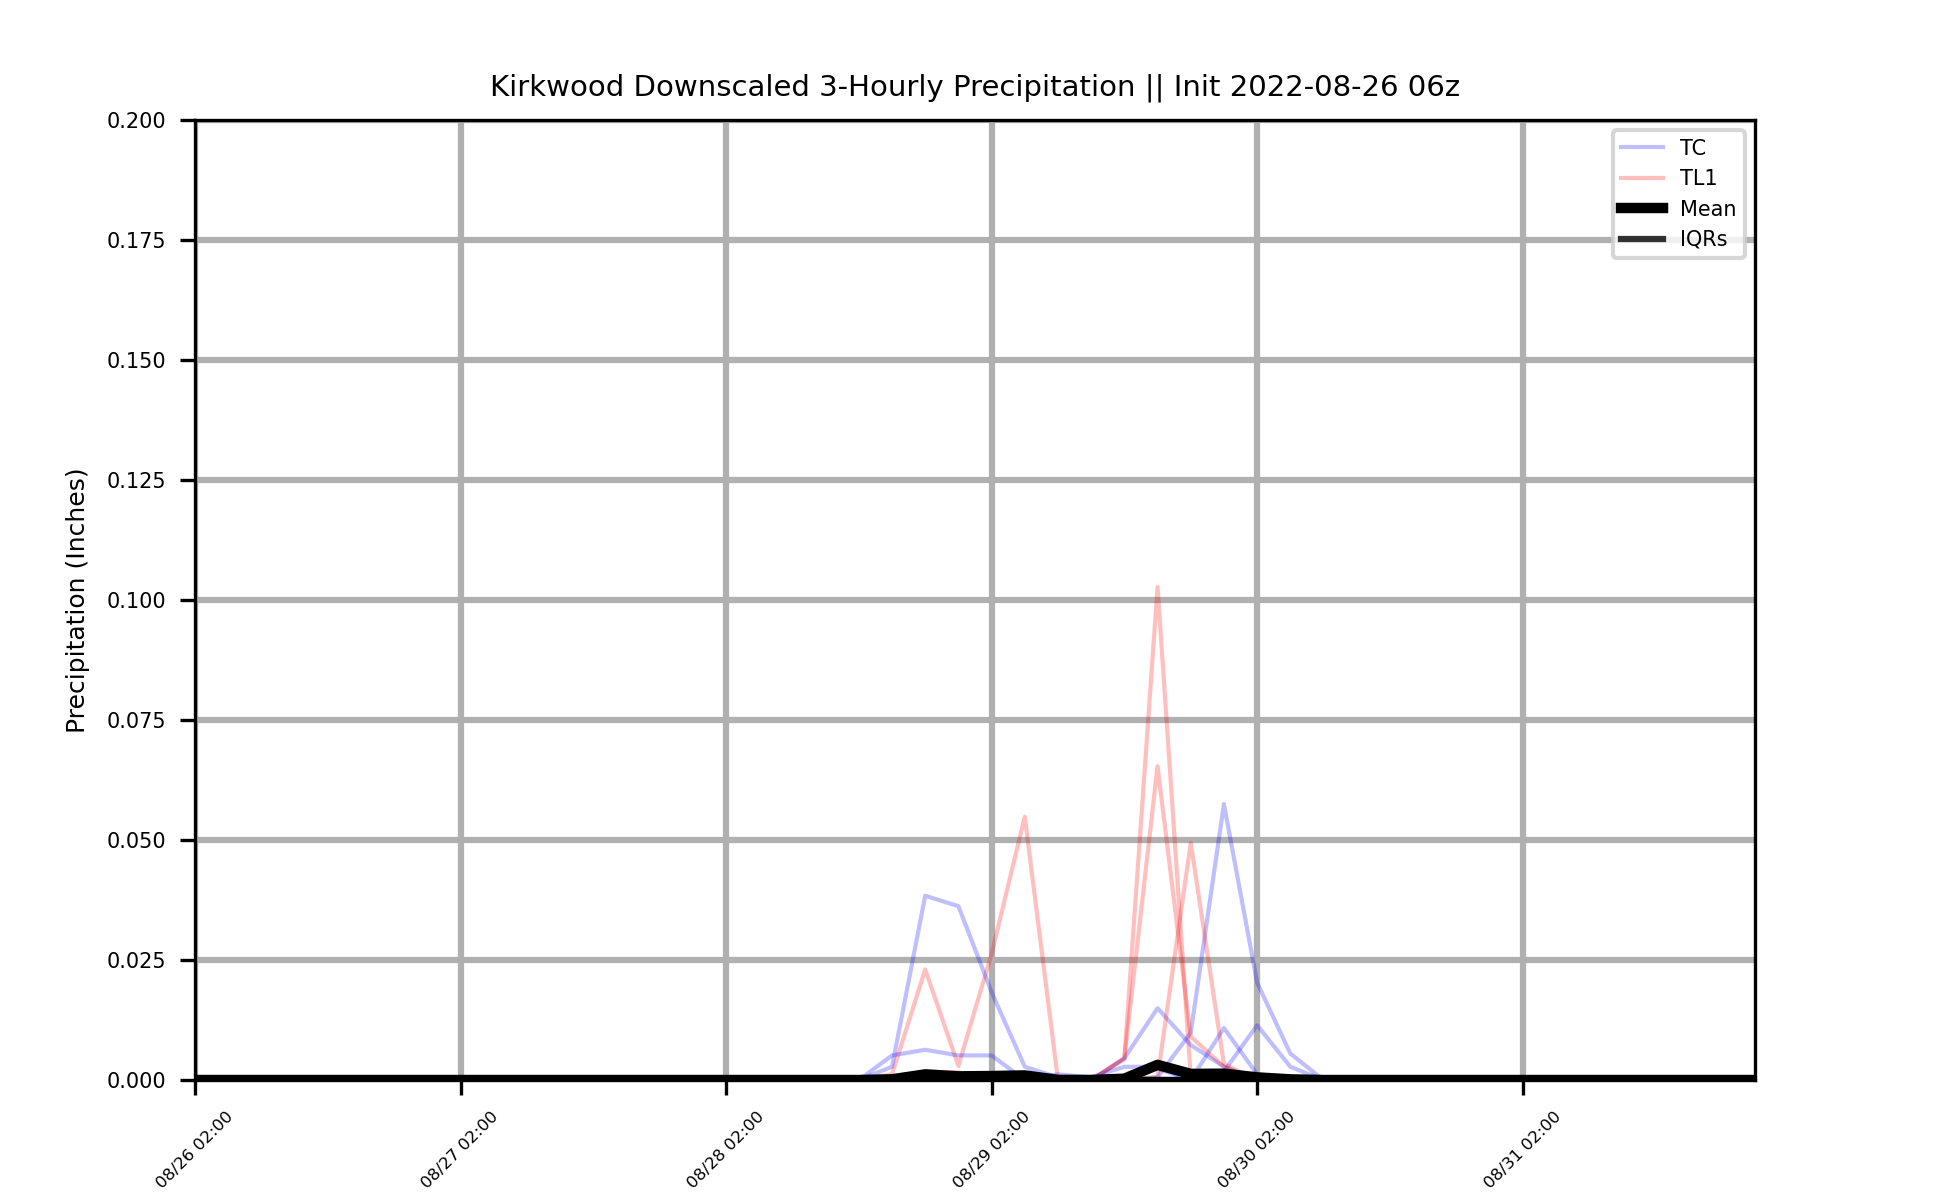 Kirkwood Downscaled 3-Hourly Precipitation || Init 2022-08-26 06z
Precipitation (Inches)
0.200
0.175
0.150
0.125
0.100
0.075
0.050
0.025
0.000
TC
TL1
Mean
IQRs
08/26 02:00
08/27 02:00
08/28 02:00
08/29 02:00
08/30 02:00
08/31 02:00